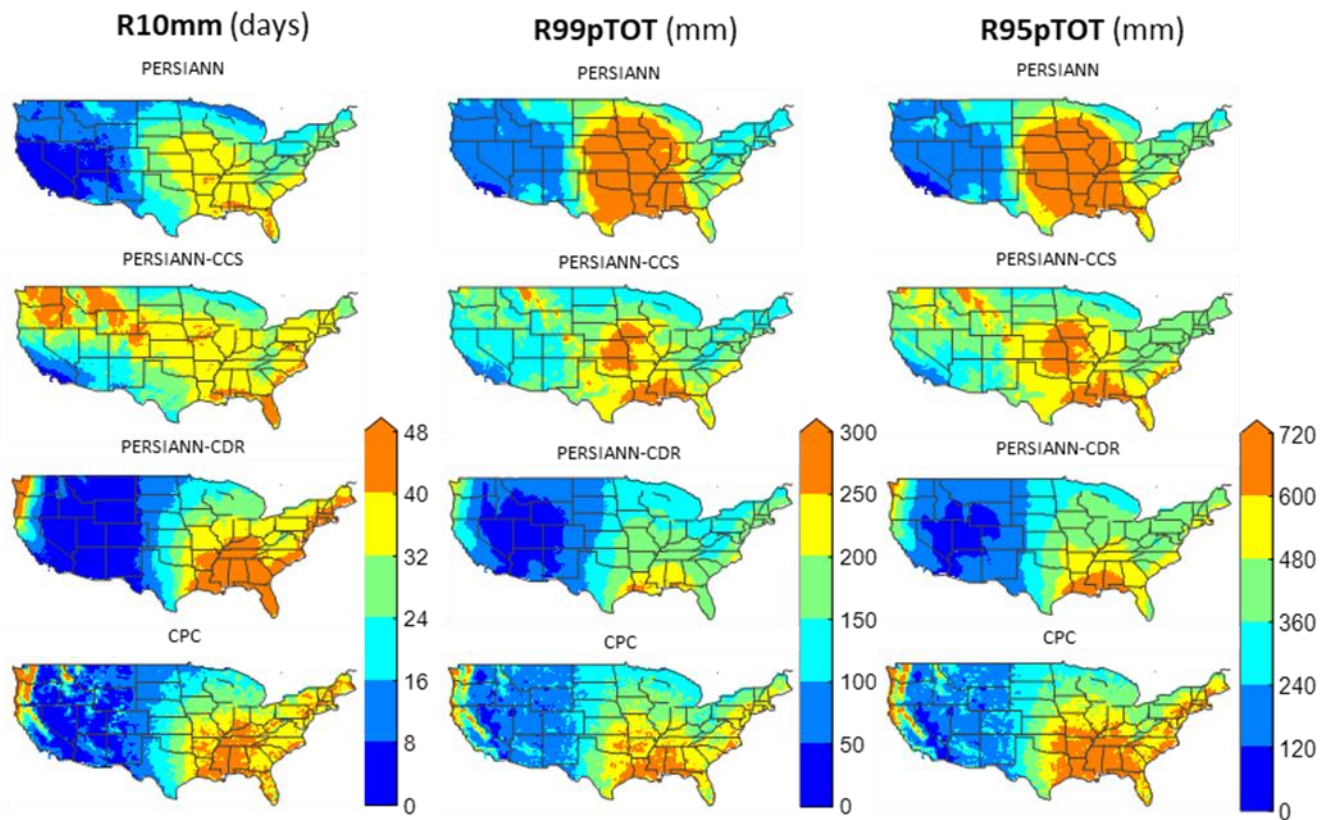 R10mm (days)
R99pTOT (mm)
R95pTOT (mm)
PERSIANN
PERSIANN
PERSIANN
PERSIANN-CCS
PERSIANN-CCS
PERSIANN-CCS
PERSIANN-CDR
PERSIANN-CDR
PERSIANN-CDR
CPC
CPC
CPC
48
40
32
24
16
8
0
300
250
200
150
100
50
0
720
600
480
360
240
120
0